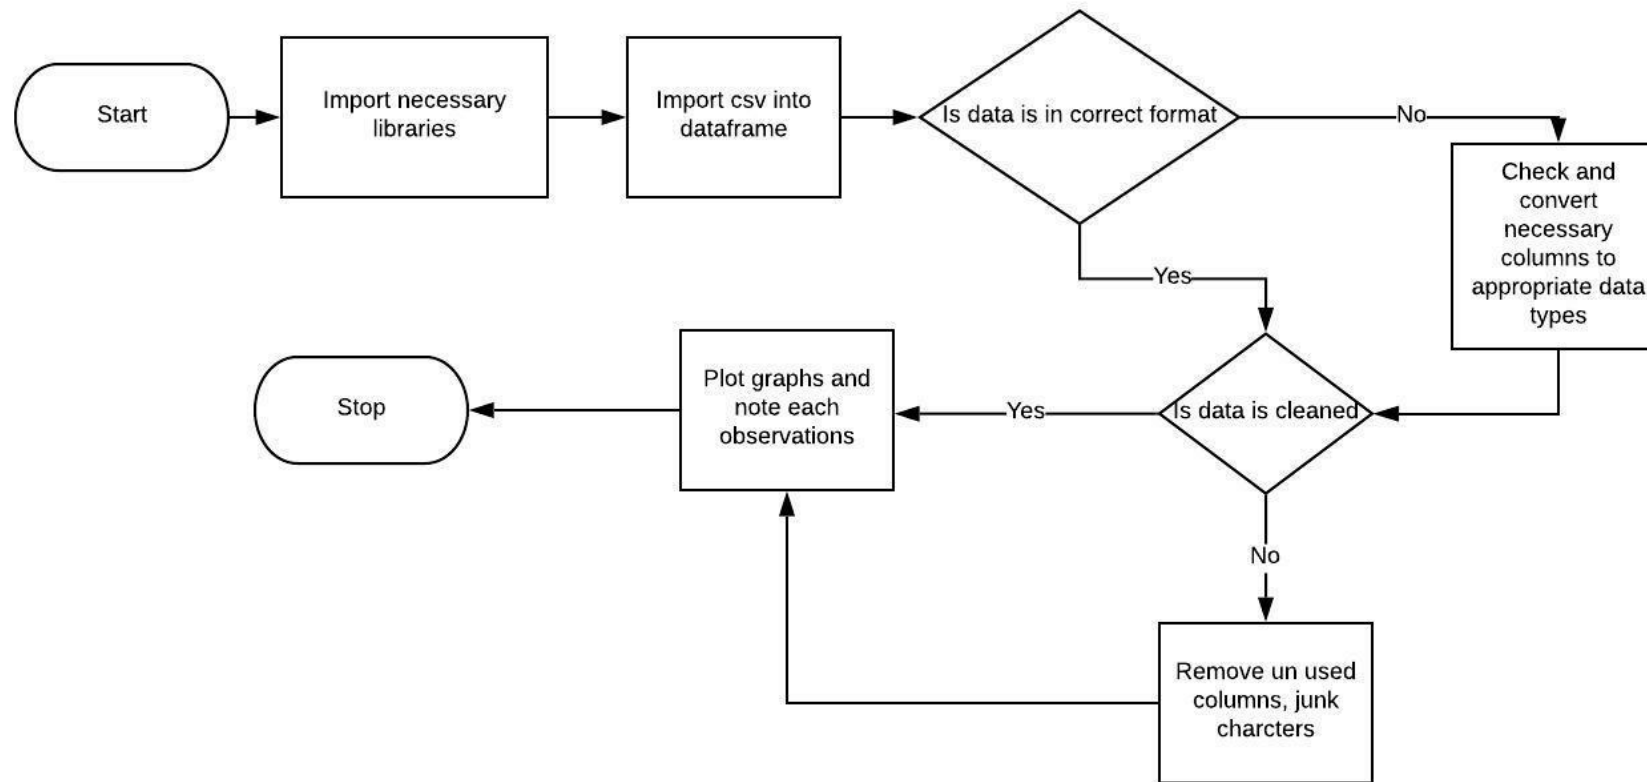 Start
Import necessary
libraries
Import csv into
dataframe
Is data is in correct format
No
Check and
convert
necessary
columns to
appropriate data
types
Yes
Is data is cleaned
Yes
Plot graphs and
note each
observations
Stop
No
Remove un used
columns, junk
charcters